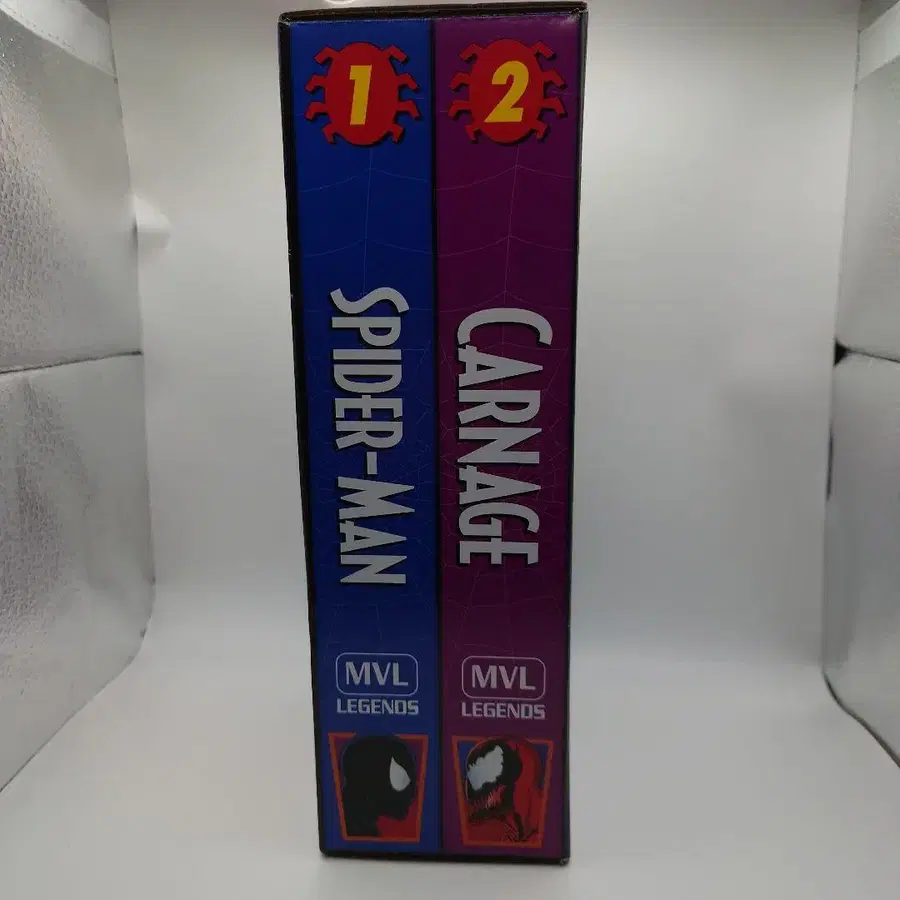 1
SPIDER-MAN
MVL
LEGENDS
2
CARNAGE
MVL
LEGENDS